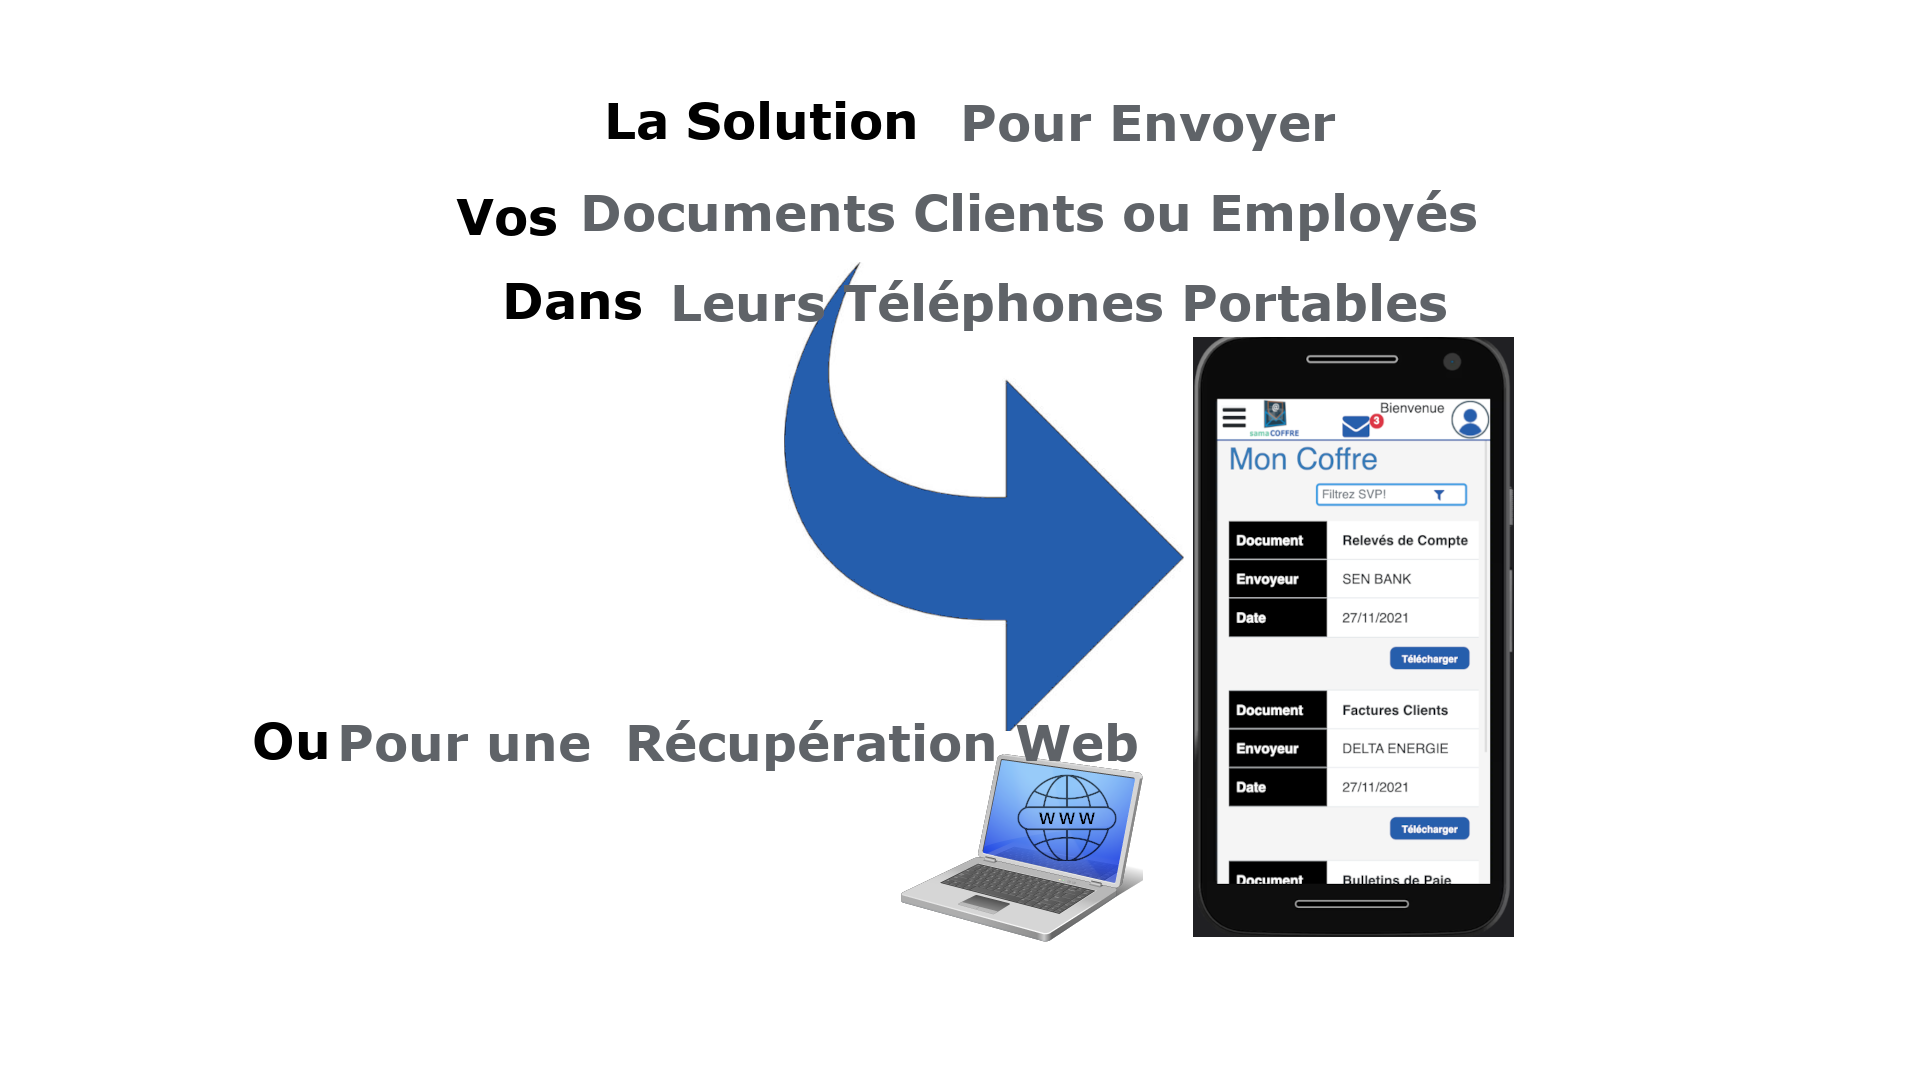 La Solution Pour Envoyer
Vos Documents Clients ou Employés
Dans Leurs Téléphones Portables
Bienvenue
3
samaCOFFRE
Mon Coffre
Filtrez SVP!
Document Relevés de Compte
Envoyeur SEN BANK
Date 27/11/2021
Télécharger
Document Factures Clients
Envoyeur DELTA ENERGIE
Date 27/11/2021
Télécharger
Document Bulletins de Paie
Ou Pour une Récupération Web
WWW